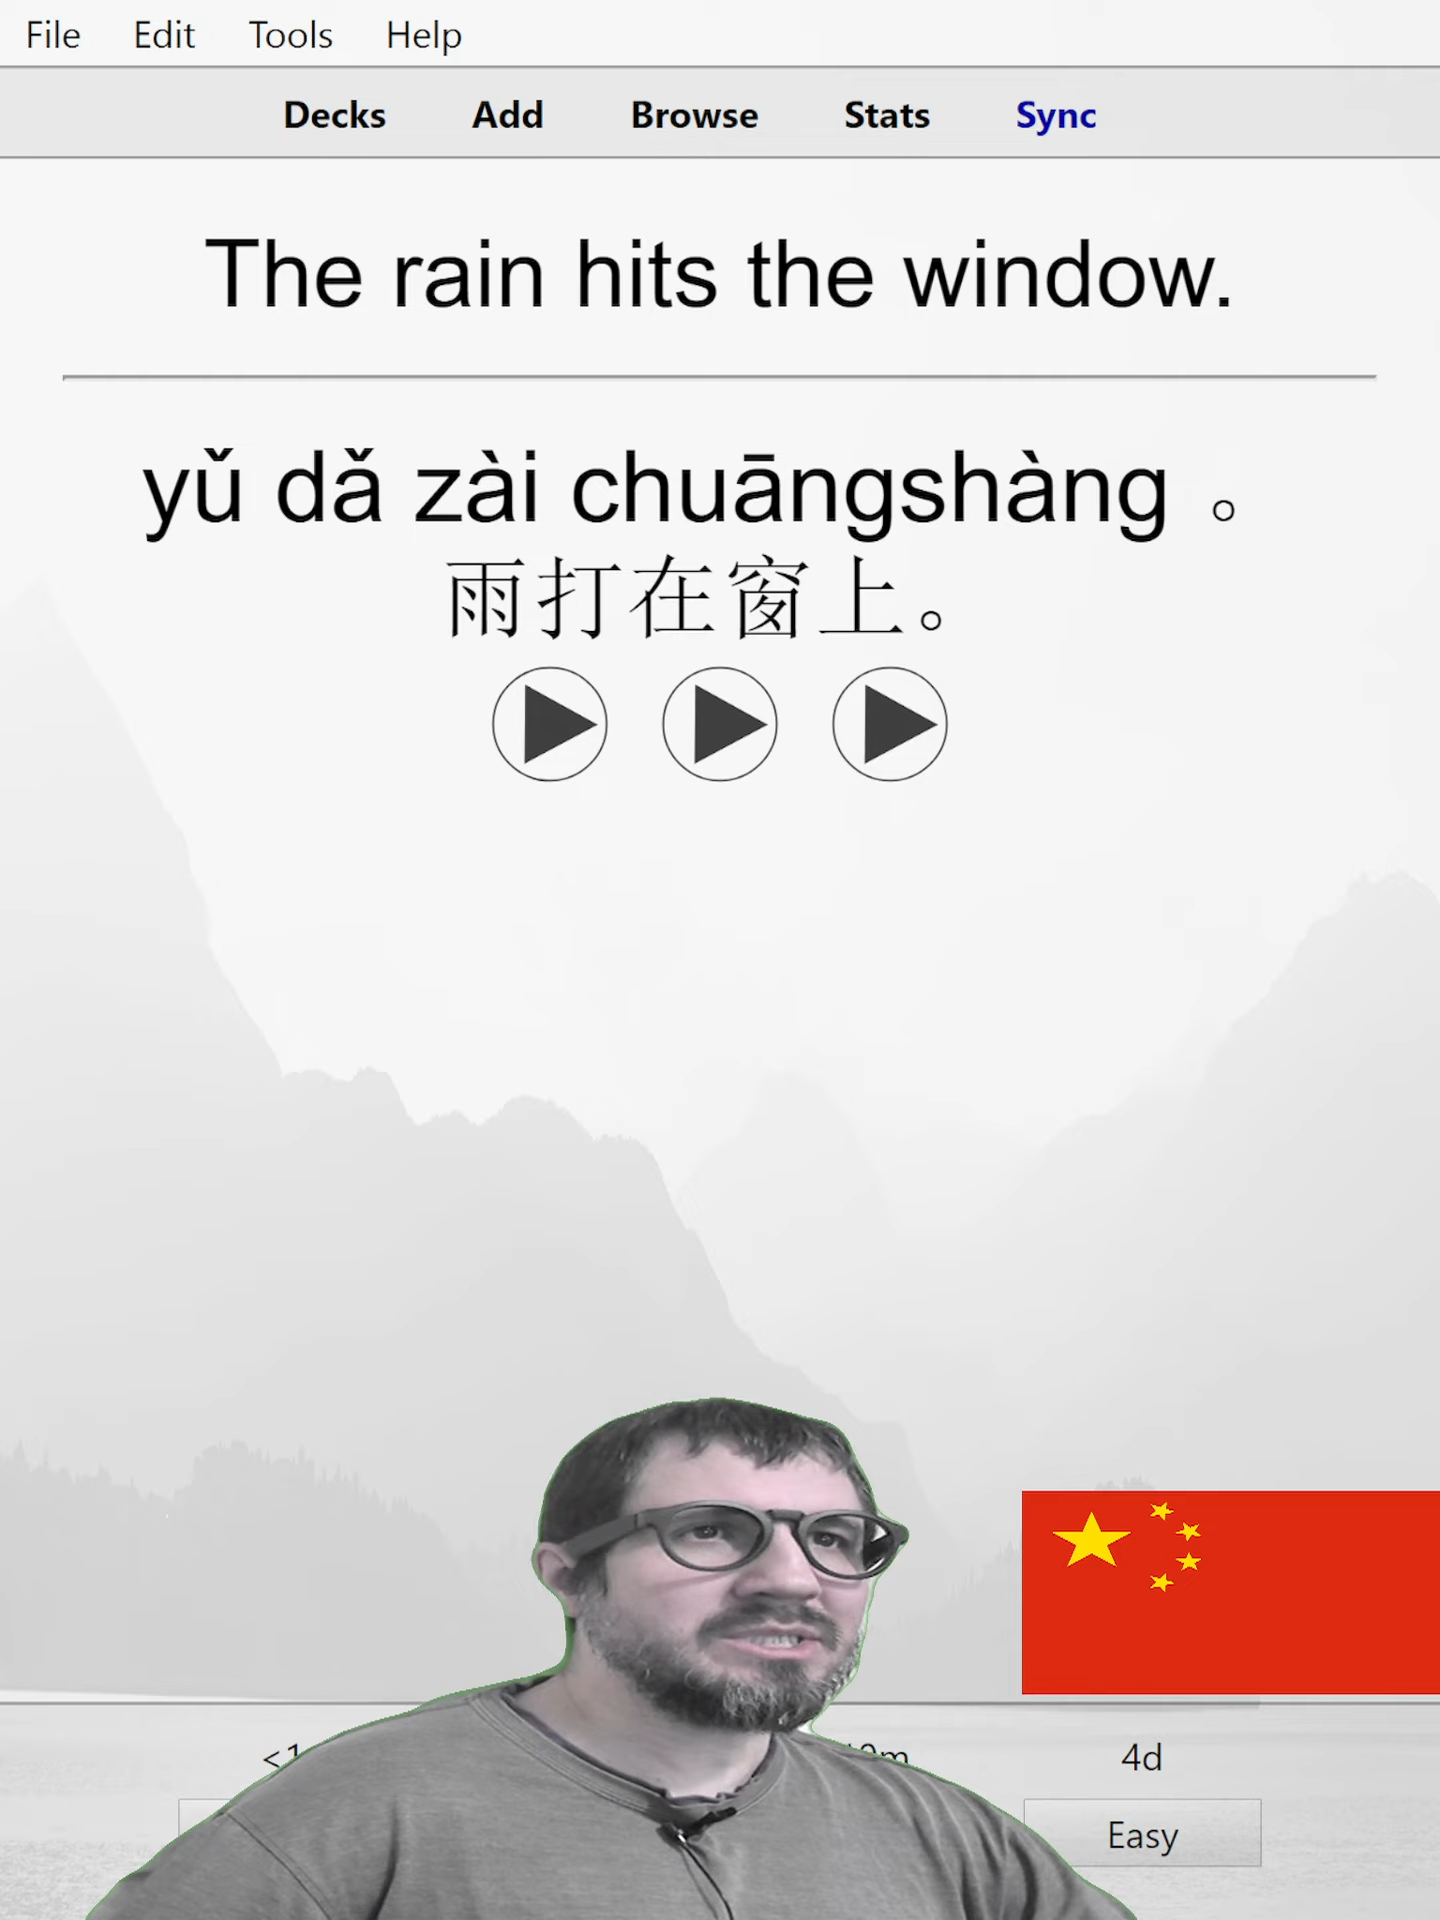 File Edit Tools Help
Decks Add Browse Stats Sync
The rain hits the window.
yǔ dǎ zài chuāngshàng 。
雨打在窗上。
4d
Easy